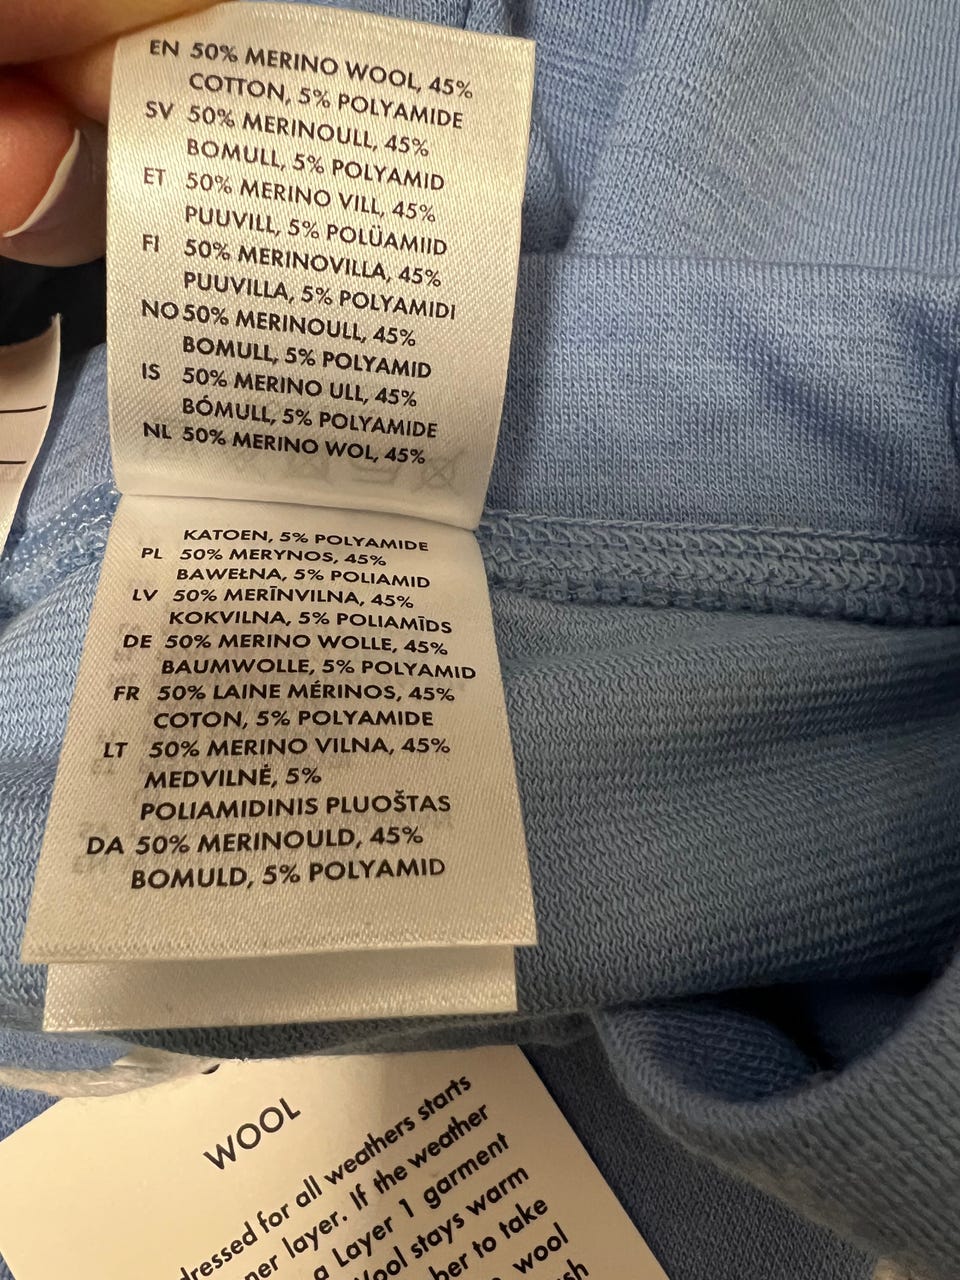 EN 50% MERINO WOOL, 45%
COTTON, 5% POLYAMIDE
SV 50% MERINOULL, 45%
BOMULL, 5% POLYAMID
ET 50% MERINO VILL, 45%
PUUVILL, 5% POLÜAMIID
FI 50% MERINOVILLA, 45%
PUUVILLA, 5% POLYAMIDI
NO 50% MERINOULL, 45%
BOMULL, 5% POLYAMID
IS 50% MERINO ULL, 45%
BÓMULL, 5% POLYAMIDE
NL 50% MERINO WOL, 45%
KATOEN, 5% POLYAMIDE
PL 50% MERYNOS, 45%
BAWEŁNA, 5% POLIAMID
LV 50% MERĪNVILNA, 45%
KOKVILNA, 5% POLIAMĪDS
DE 50% MERINO WOLLE, 45%
BAUMWOLLE, 5% POLYAMID
FR 50% LAINE MÉRINOS, 45%
COTON, 5% POLYAMIDE
LT 50% MERINO VILNA, 45%
MEDVILNĖ, 5%
POLIAMIDINIS PLUOŠTAS
DA 50% MERINOULD, 45%
BOMULD, 5% POLYAMID
WOOL
dressed for all weathers starts
layer. If the weather
a Layer 1 garment
Wool stays warm
to take
wool